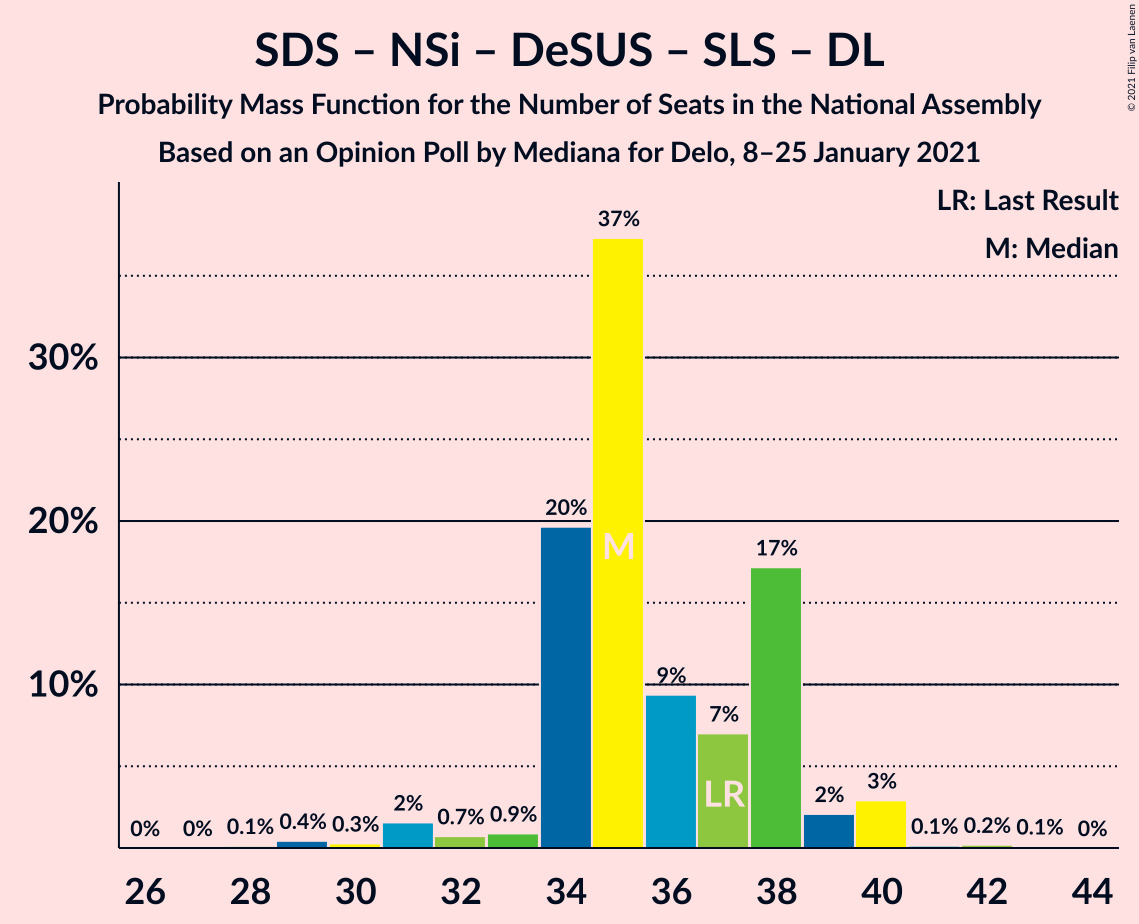 SDS – NSi – DeSUS – SLS – DL
Probability Mass Function for the Number of Seats in the National Assembly
Based on an Opinion Poll by Mediana for Delo, 8–25 January 2021
© 2021 Filip van Laenen
LR: Last Result
M: Median
30%
20%
10%
0% 0% 0.1% 0.4% 0.3% 2% 0.7% 0.9% 20% 37% 9% 7% 17% 2% 3% 0.1% 0.2% 0.1% 0%
M
LR
26 28 30 32 34 36 38 40 42 44